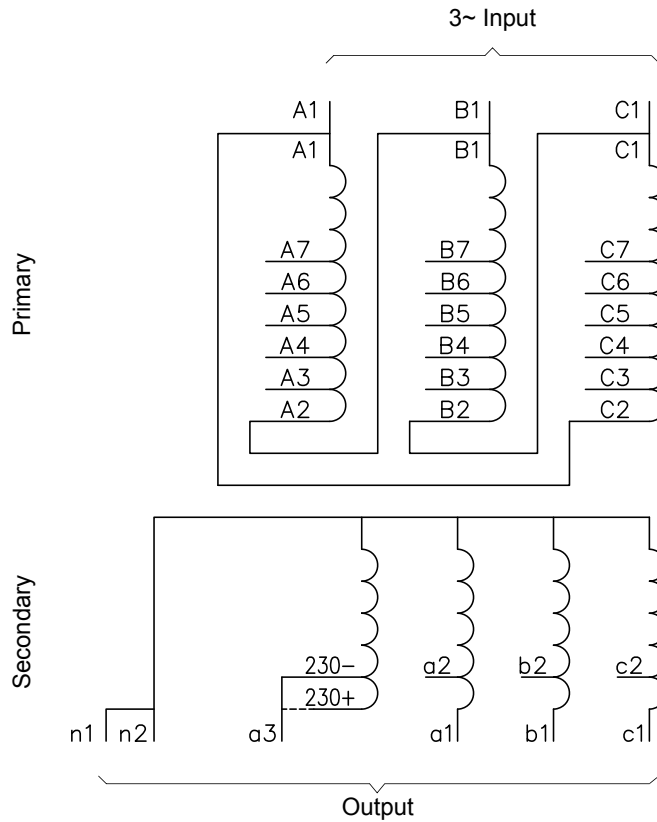 3~ Input
A1 B1 C1
A1 B1 C1
Primary
A7 B7 C7
A6 B6 C6
A5 B5 C5
A4 B4 C4
A3 B3 C3
A2 B2 C2
Secondary
230- a2 b2 c2
230+
n1 n2 a3 a1 b1 c1
Output